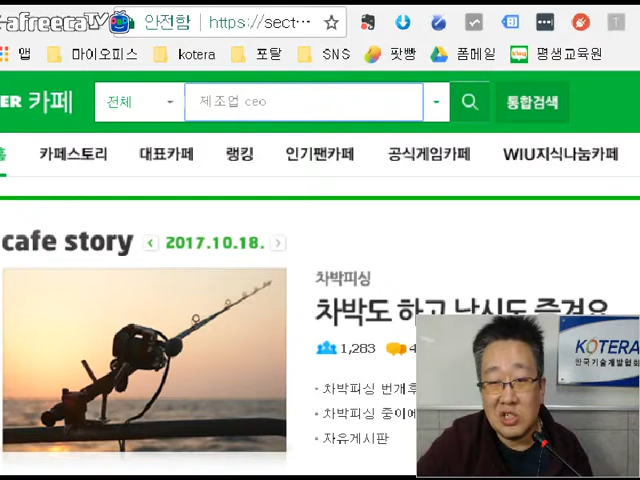 afreecaTV 안전함 https://sect...
앱 마이오피스 kotera 포탈 SNS 팟빵 폼메일 평생교육원
ER 카페 전체 제조업 ceo 통합검색
홈 카페스토리 대표카페 랭킹 인기팬카페 공식게임카페 WIU지식나눔카페
cafe story 2017.10.18.
차박피싱
차박도 하고 낚시도 즐겨요
1,283 4
차박피싱 번개후
차박피싱 중이에
자유게시판
KOTERA
한국기술개발협회